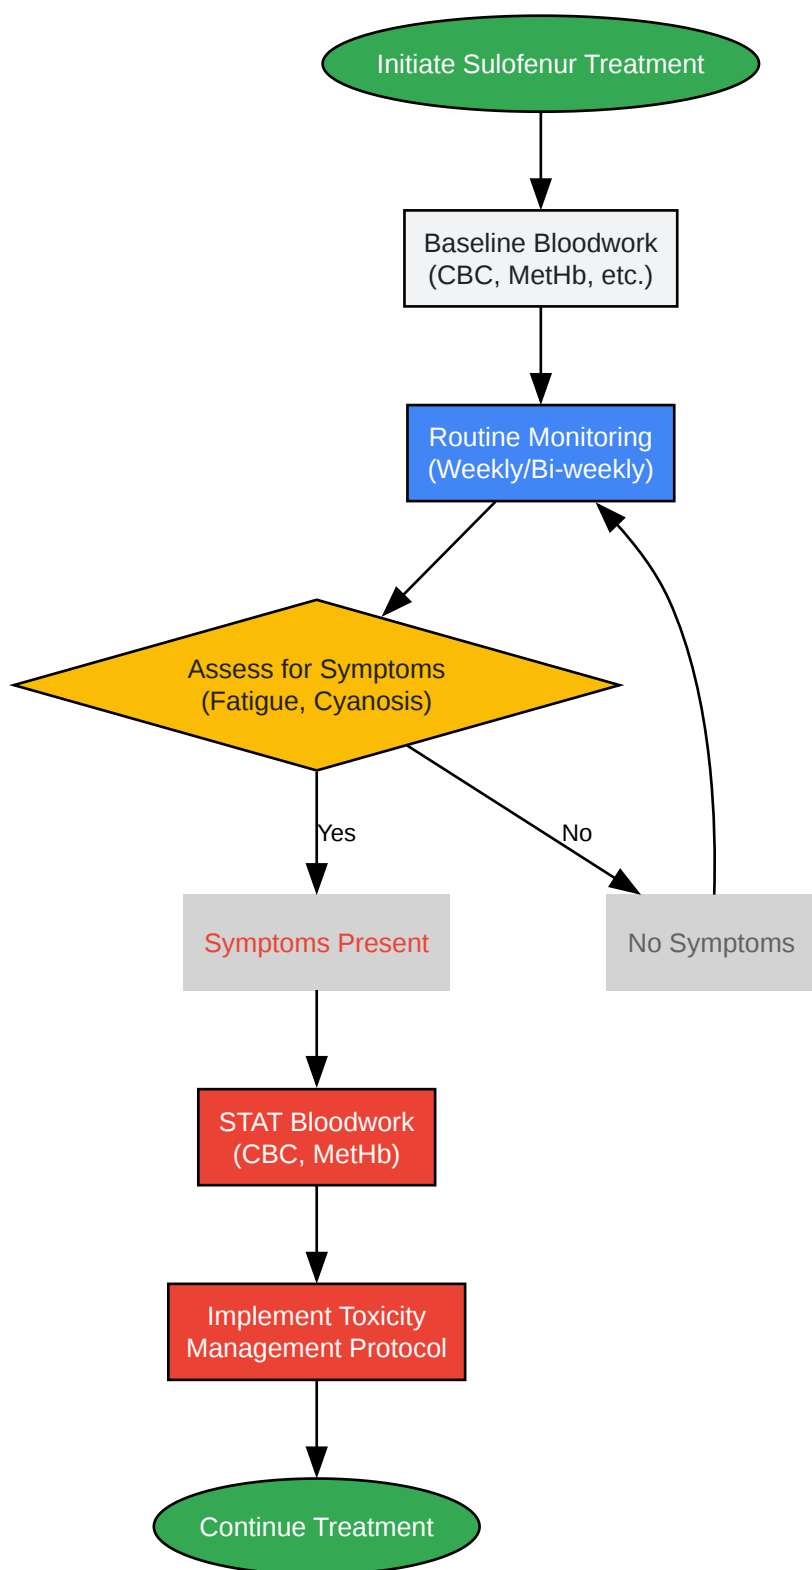 Initiate Sulofenur Treatment
Baseline Bloodwork
(CBC, MetHb, etc.)
Routine Monitoring
(Weekly/Bi-weekly)
Assess for Symptoms
(Fatigue, Cyanosis)
Yes
No
Symptoms Present
No Symptoms
STAT Bloodwork
(CBC, MetHb)
Implement Toxicity
Management Protocol
Continue Treatment